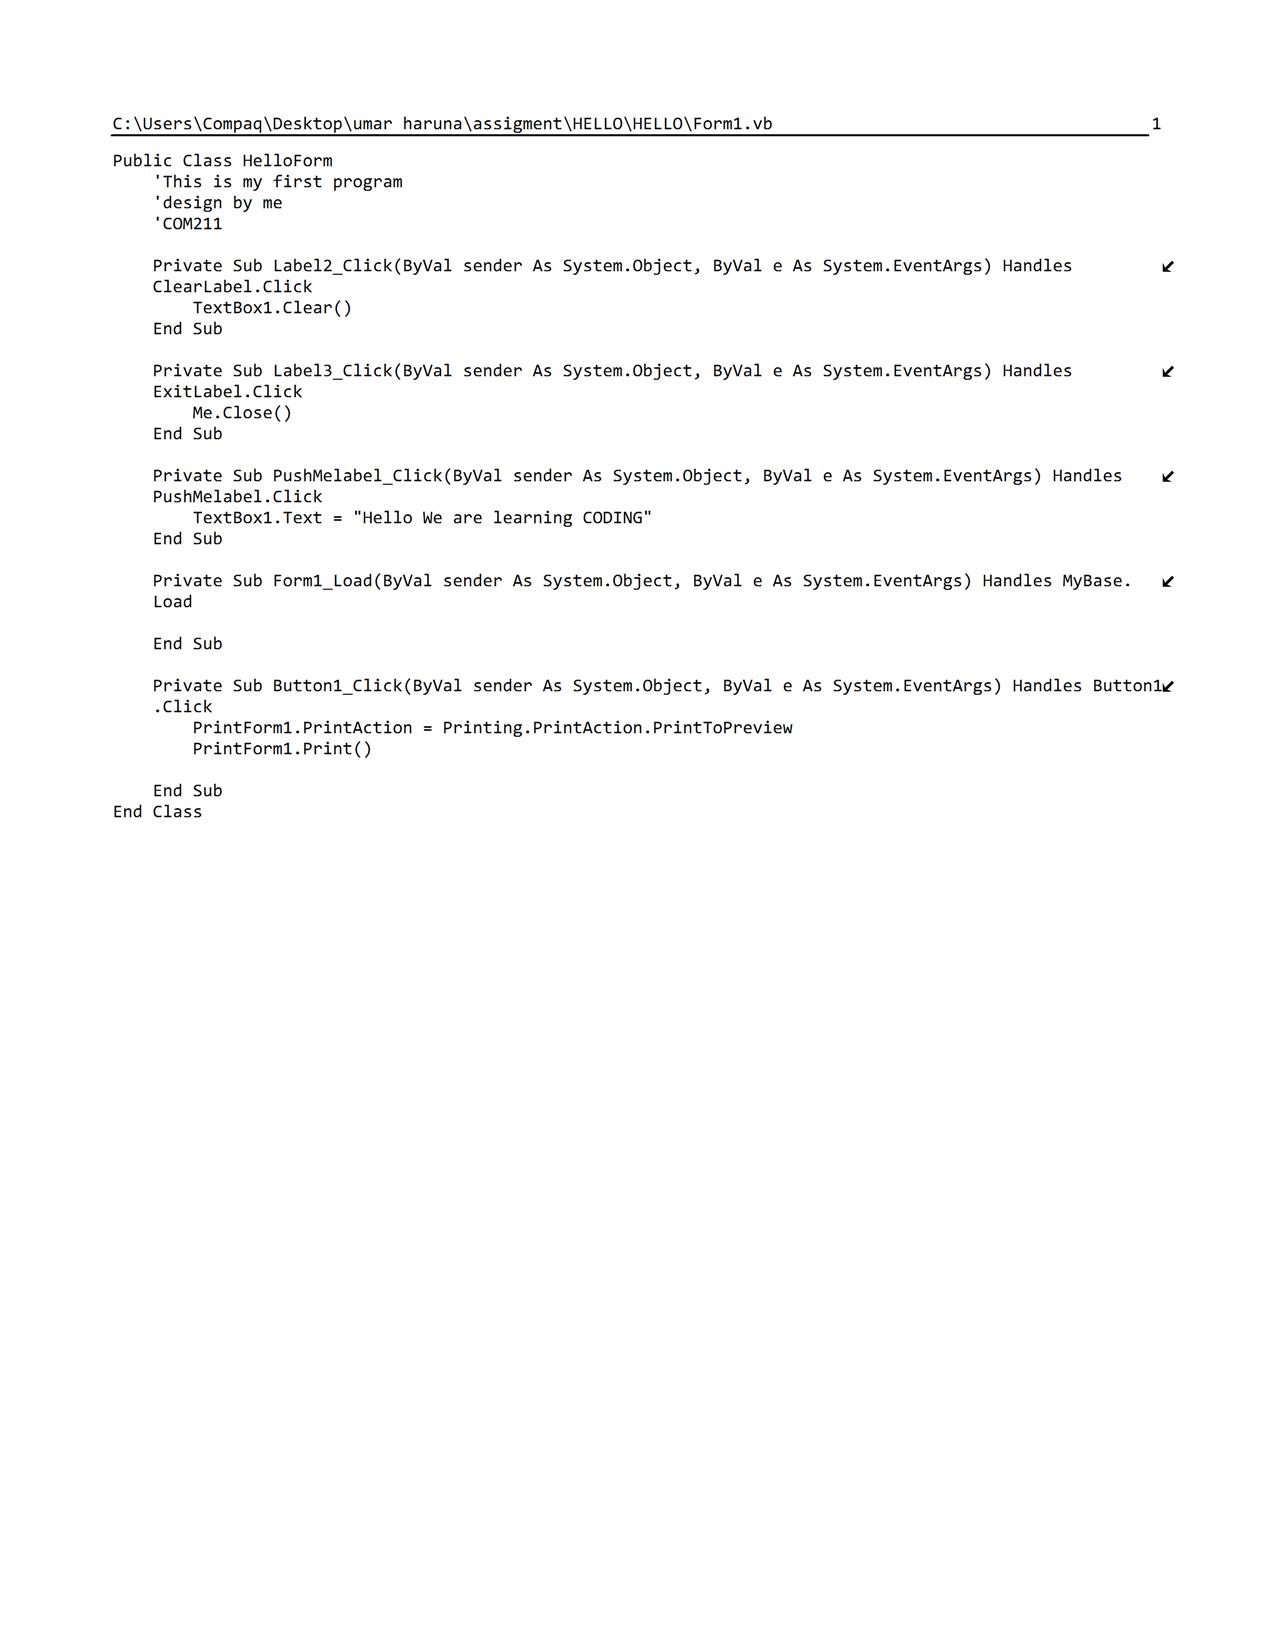 C:\Users\Compaq\Desktop\umar haruna\assigment\HELLO\HELLO\Form1.vb 1
Public Class HelloForm
    'This is my first program
    'design by me
    'COM211
    Private Sub Label2_Click(ByVal sender As System.Object, ByVal e As System.EventArgs) Handles
    ClearLabel.Click
        TextBox1.Clear()
    End Sub
    Private Sub Label3_Click(ByVal sender As System.Object, ByVal e As System.EventArgs) Handles
    ExitLabel.Click
        Me.Close()
    End Sub
    Private Sub PushMelabel_Click(ByVal sender As System.Object, ByVal e As System.EventArgs) Handles
    PushMelabel.Click
        TextBox1.Text = "Hello We are learning CODING"
    End Sub
    Private Sub Form1_Load(ByVal sender As System.Object, ByVal e As System.EventArgs) Handles MyBase.
    Load
    End Sub
    Private Sub Button1_Click(ByVal sender As System.Object, ByVal e As System.EventArgs) Handles Button1
    .Click
        PrintForm1.PrintAction = Printing.PrintAction.PrintToPreview
        PrintForm1.Print()
    End Sub
End Class